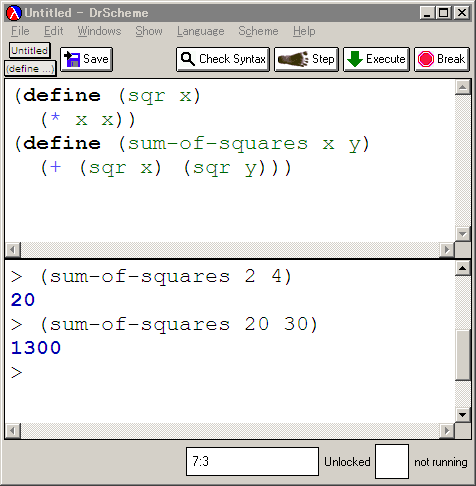 Untitled - DrScheme
File Edit Windows Show Language Scheme Help
Untitled
(define ...)
Save
Check Syntax
Step
Execute
Break
(define (sqr x)
  (* x x))
(define (sum-of-squares x y)
  (+ (sqr x) (sqr y)))
> (sum-of-squares 2 4)
20
> (sum-of-squares 20 30)
1300
>
7:3
Unlocked
not running